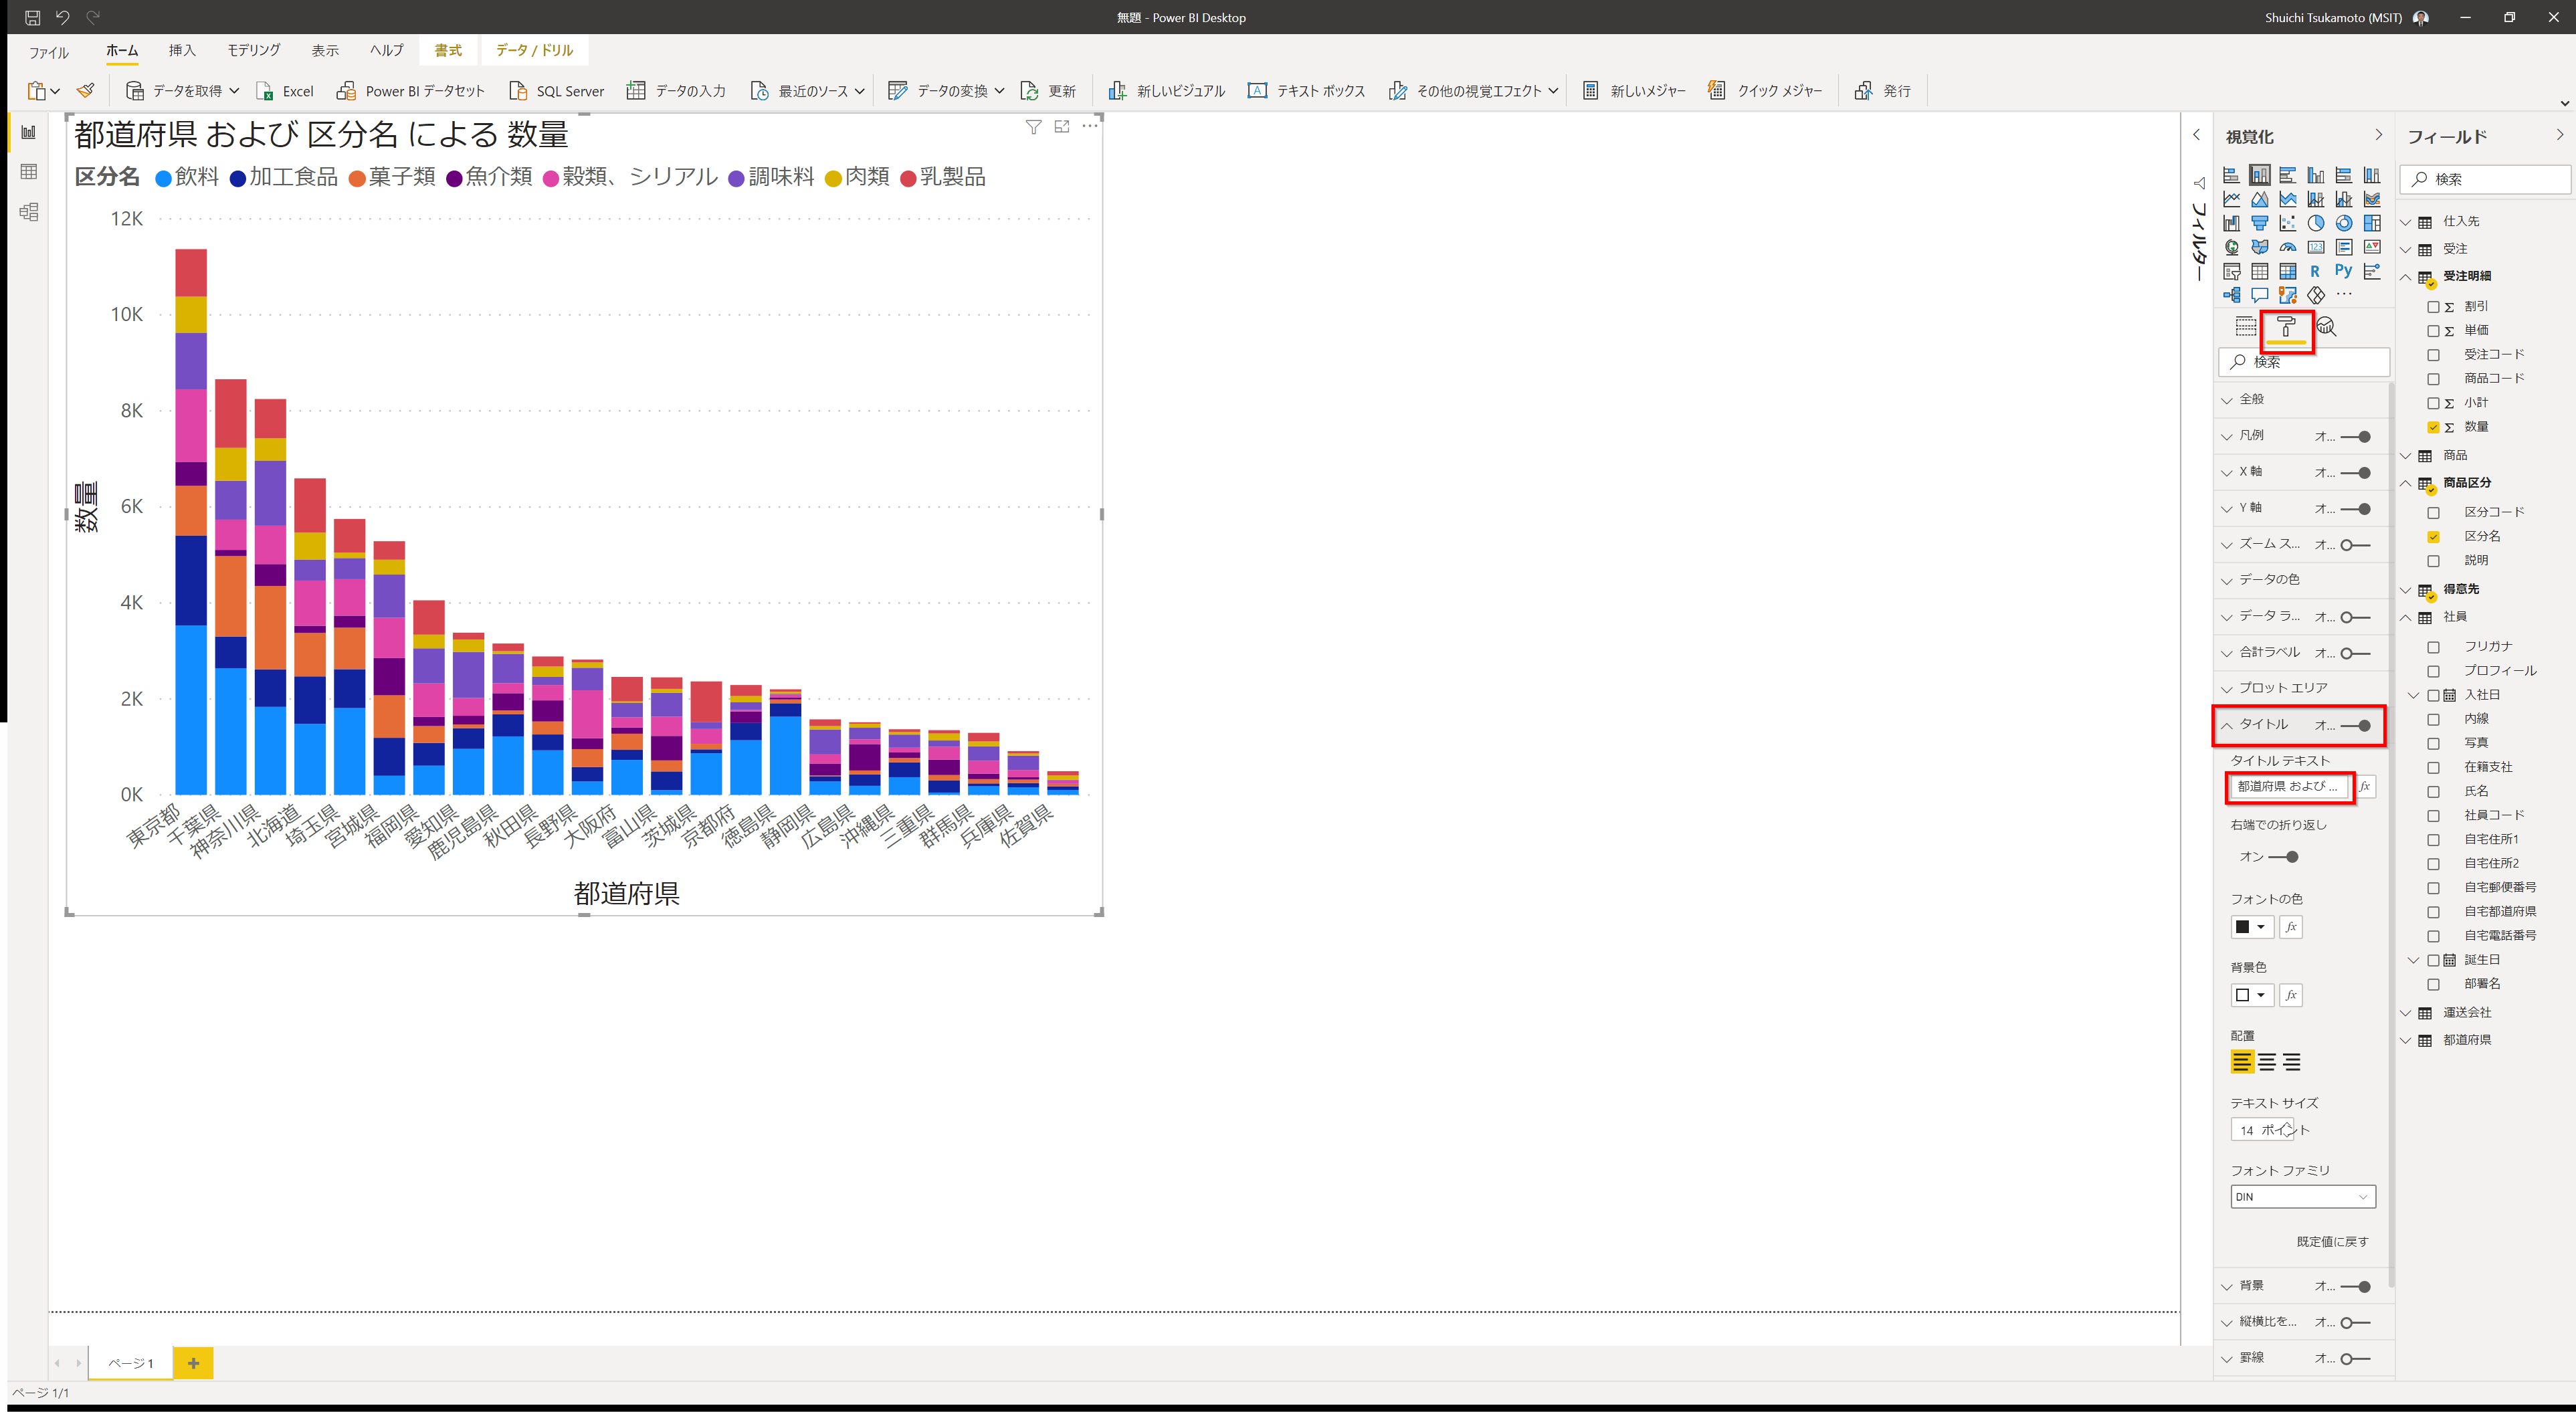 無題 - Power BI Desktop
Shuichi Tsukamoto (MSIT)
ファイル ホーム 挿入 モデリング 表示 ヘルプ 書式 データ / ドリル
データを取得 Excel Power BI データセット SQL Server データの入力 最近のソース データの変換 更新 新しいビジュアル テキスト ボックス その他の視覚エフェクト 新しいメジャー クイック メジャー 発行
都道府県 および 区分名 による 数量
区分名 飲料 加工食品 菓子類 魚介類 穀類、シリアル 調味料 肉類 乳製品
12K
10K
8K
6K
4K
2K
0K
数量
東京都
千葉県
神奈川県
北海道
埼玉県
宮城県
福岡県
愛知県
鹿児島県
秋田県
長野県
大阪府
富山県
茨城県
京都府
徳島県
静岡県
広島県
沖縄県
三重県
群馬県
兵庫県
佐賀県
都道府県
ページ 1
ページ 1/1
フィルター
視覚化
123
R Py
検索
全般
凡例 オ...
X 軸 オ...
Y 軸 オ...
ズーム ス... オ...
データの色
データ ラ... オ...
合計ラベル オ...
プロット エリア
タイトル オ...
タイトル テキスト
都道府県 および ... fx
右端での折り返し
オン
フォントの色
fx
背景色
fx
配置
テキスト サイズ
14 ポイント
フォント ファミリ
DIN
既定値に戻す
背景 オ...
縦横比を... オ...
罫線 オ...
フィールド
検索
仕入先
受注
受注明細
Σ 割引
Σ 単価
受注コード
商品コード
Σ 小計
Σ 数量
商品
商品区分
区分コード
区分名
説明
得意先
社員
フリガナ
プロフィール
入社日
内線
写真
在籍支社
氏名
社員コード
自宅住所1
自宅住所2
自宅郵便番号
自宅都道府県
自宅電話番号
誕生日
部署名
運送会社
都道府県